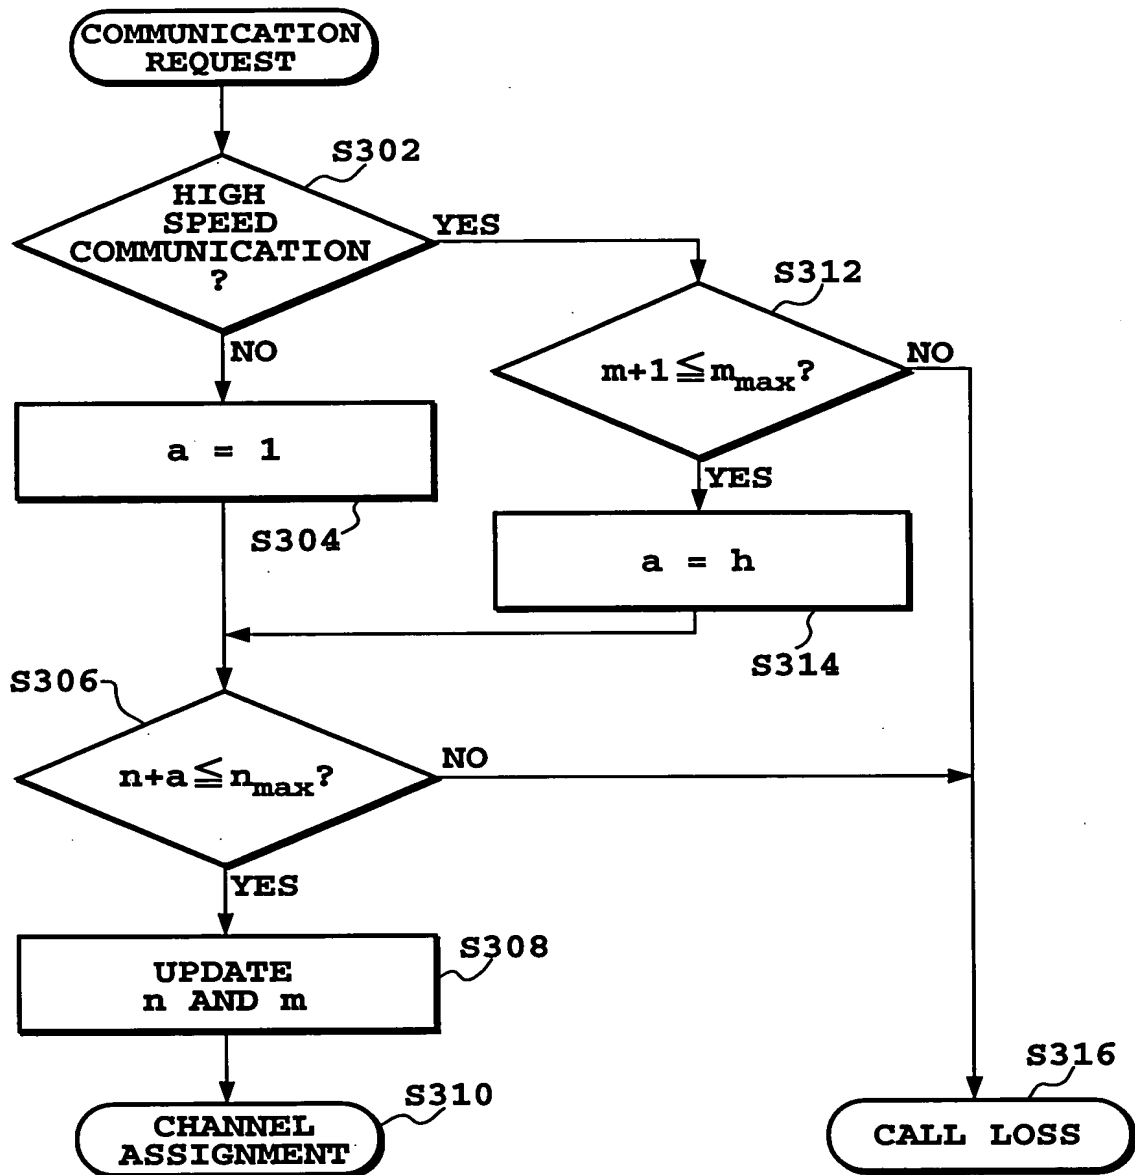 COMMUNICATION
REQUEST
S302
HIGH
SPEED
COMMUNICATION
?
YES
NO
S312
m+1≦mmax?
NO
YES
a = 1
S304
a = h
S314
S306
n+a≦nmax?
NO
YES
UPDATE
n AND m
S308
CHANNEL
ASSIGNMENT
S310
S316
CALL LOSS